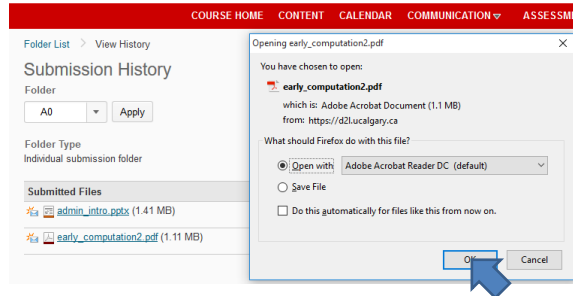 COURSE HOME CONTENT CALENDAR COMMUNICATION ASSESSM
Folder List > View History
Submission History
Folder
A0 Apply
Folder Type
Individual submission folder
Submitted Files
admin_intro.pptx (1.41 MB)
early_computation2.pdf (1.11 MB)
Opening early_computation2.pdf
You have chosen to open:
early_computation2.pdf
which is: Adobe Acrobat Document (1.1 MB)
from: https://d2l.ucalgary.ca
What should Firefox do with this file?
Open with Adobe Acrobat Reader DC (default)
Save File
Do this automatically for files like this from now on.
OK Cancel